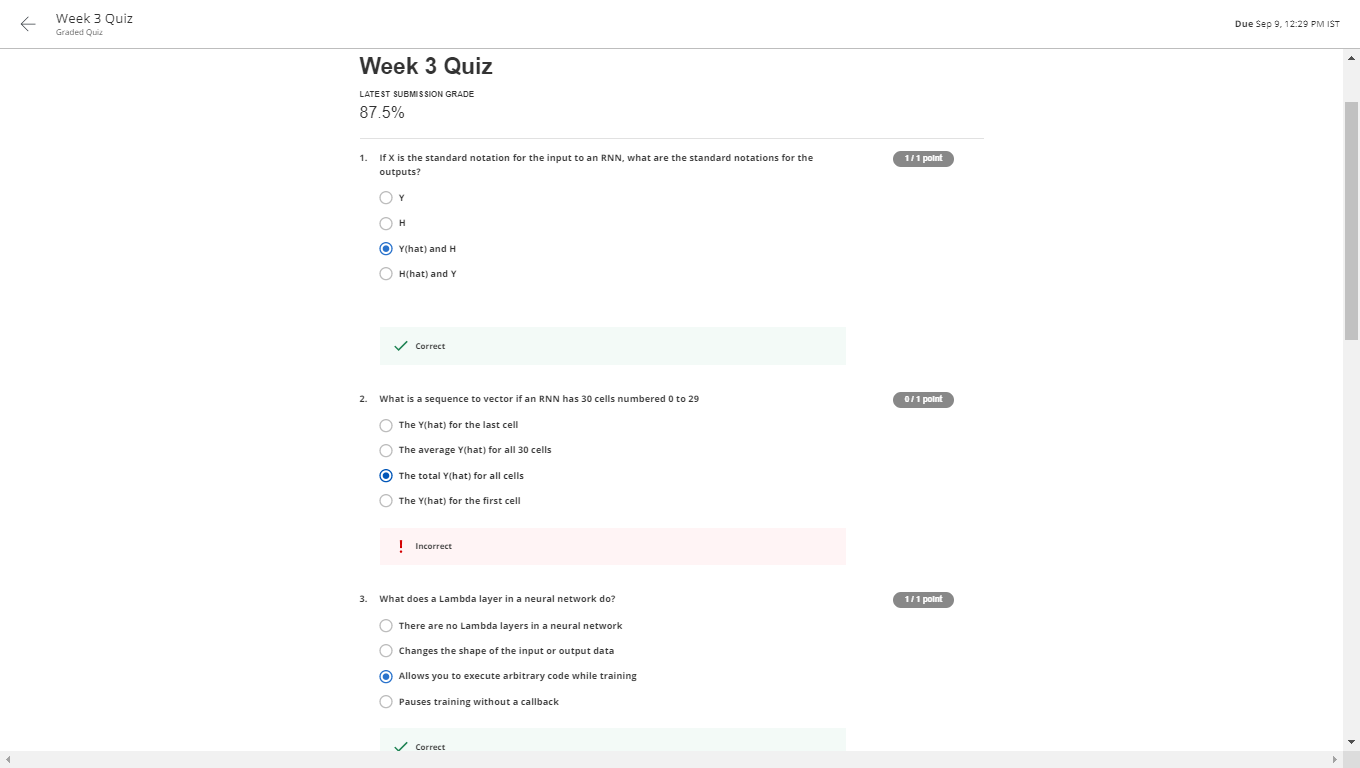 Week 3 Quiz
Graded Quiz
Due Sep 9, 12:29 PM IST
Week 3 Quiz
LATEST SUBMISSION GRADE
87.5%
1. If X is the standard notation for the input to an RNN, what are the standard notations for the
outputs?
1 / 1 point
Y
H
Y(hat) and H
H(hat) and Y
Correct
2. What is a sequence to vector if an RNN has 30 cells numbered 0 to 29
0 / 1 point
The Y(hat) for the last cell
The average Y(hat) for all 30 cells
The total Y(hat) for all cells
The Y(hat) for the first cell
Incorrect
3. What does a Lambda layer in a neural network do?
1 / 1 point
There are no Lambda layers in a neural network
Changes the shape of the input or output data
Allows you to execute arbitrary code while training
Pauses training without a callback
Correct